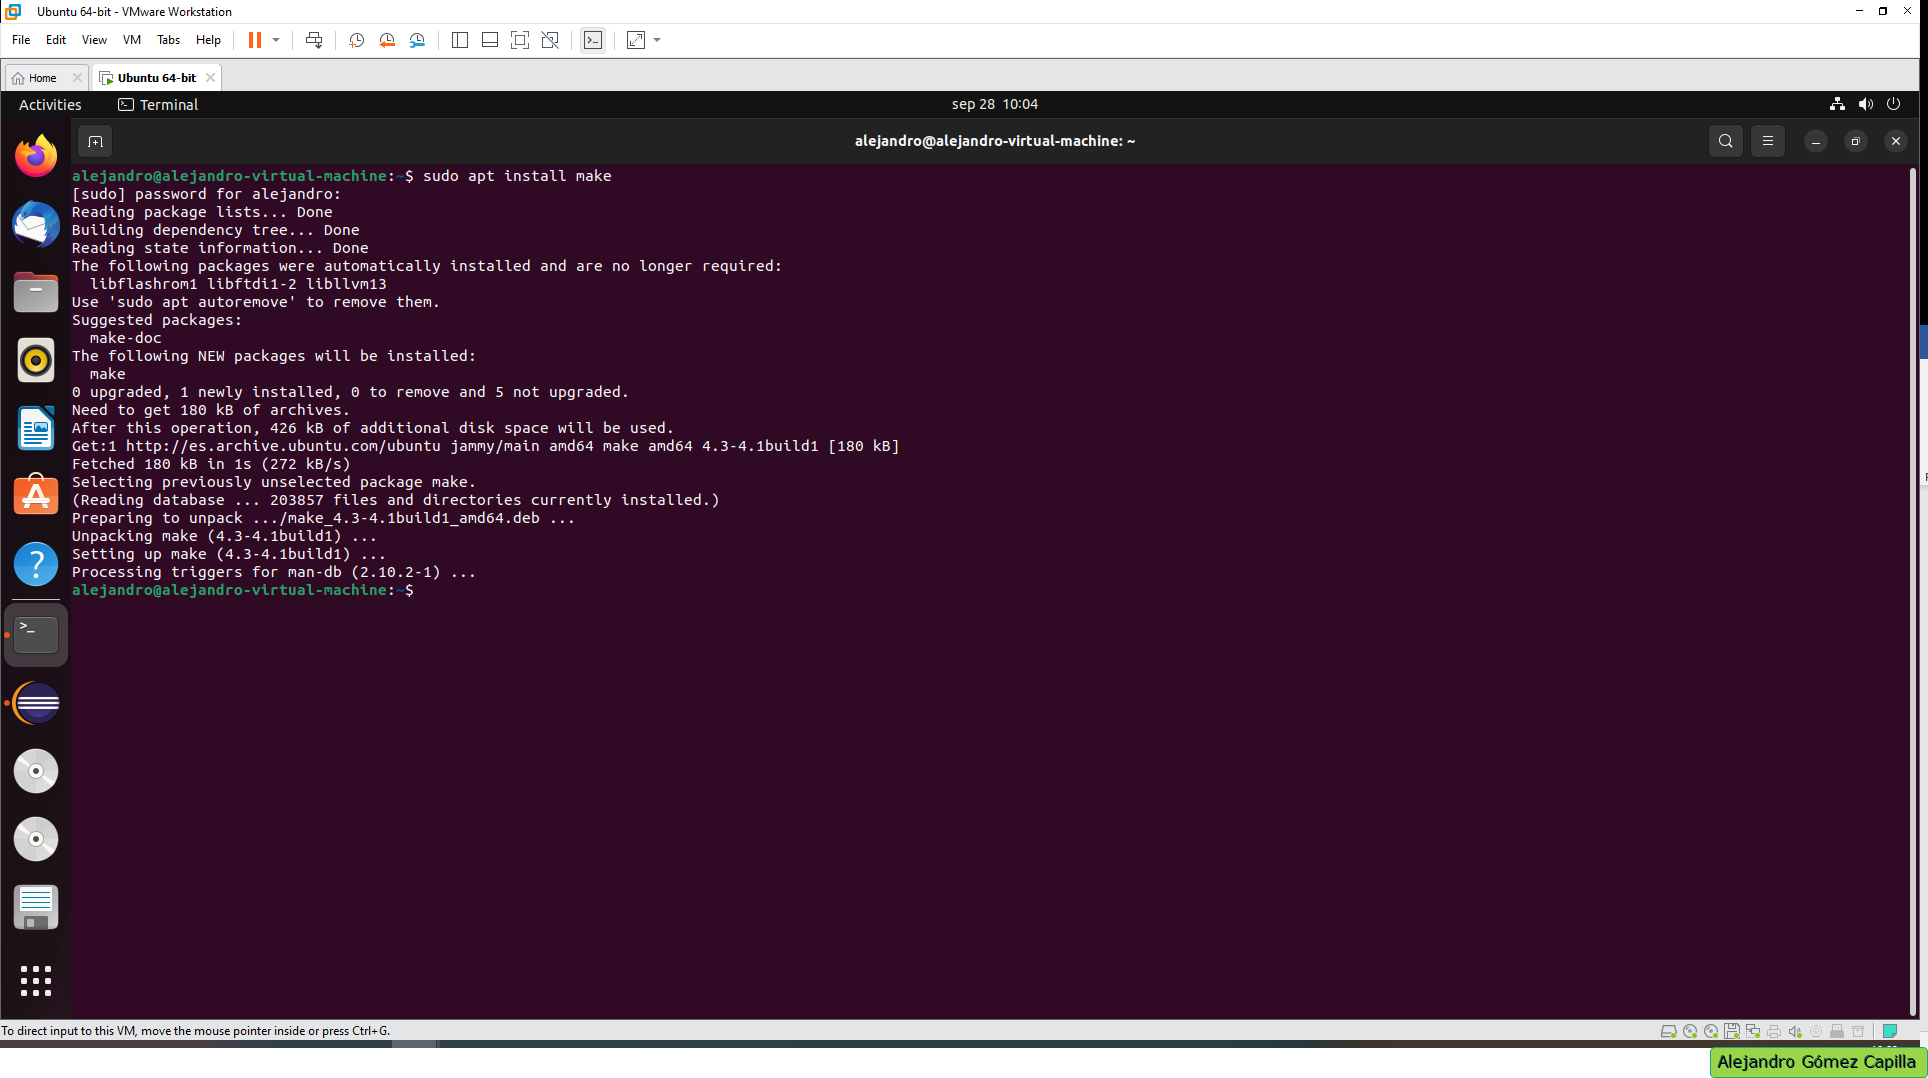 Ubuntu 64-bit - VMware Workstation
File Edit View VM Tabs Help
Home
Ubuntu 64-bit
Activities
Terminal
sep 28 10:04
alejandro@alejandro-virtual-machine: ~
alejandro@alejandro-virtual-machine:~$ sudo apt install make
[sudo] password for alejandro:
Reading package lists... Done
Building dependency tree... Done
Reading state information... Done
The following packages were automatically installed and are no longer required:
libflashrom1 libftdi1-2 libllvm13
Use 'sudo apt autoremove' to remove them.
Suggested packages:
make-doc
The following NEW packages will be installed:
make
0 upgraded, 1 newly installed, 0 to remove and 5 not upgraded.
Need to get 180 kB of archives.
After this operation, 426 kB of additional disk space will be used.
Get:1 http://es.archive.ubuntu.com/ubuntu jammy/main amd64 make amd64 4.3-4.1build1 [180 kB]
Fetched 180 kB in 1s (272 kB/s)
Selecting previously unselected package make.
(Reading database ... 203857 files and directories currently installed.)
Preparing to unpack .../make_4.3-4.1build1_amd64.deb ...
Unpacking make (4.3-4.1build1) ...
Setting up make (4.3-4.1build1) ...
Processing triggers for man-db (2.10.2-1) ...
alejandro@alejandro-virtual-machine:~$
To direct input to this VM, move the mouse pointer inside or press Ctrl+G.
Alejandro Gómez Capilla